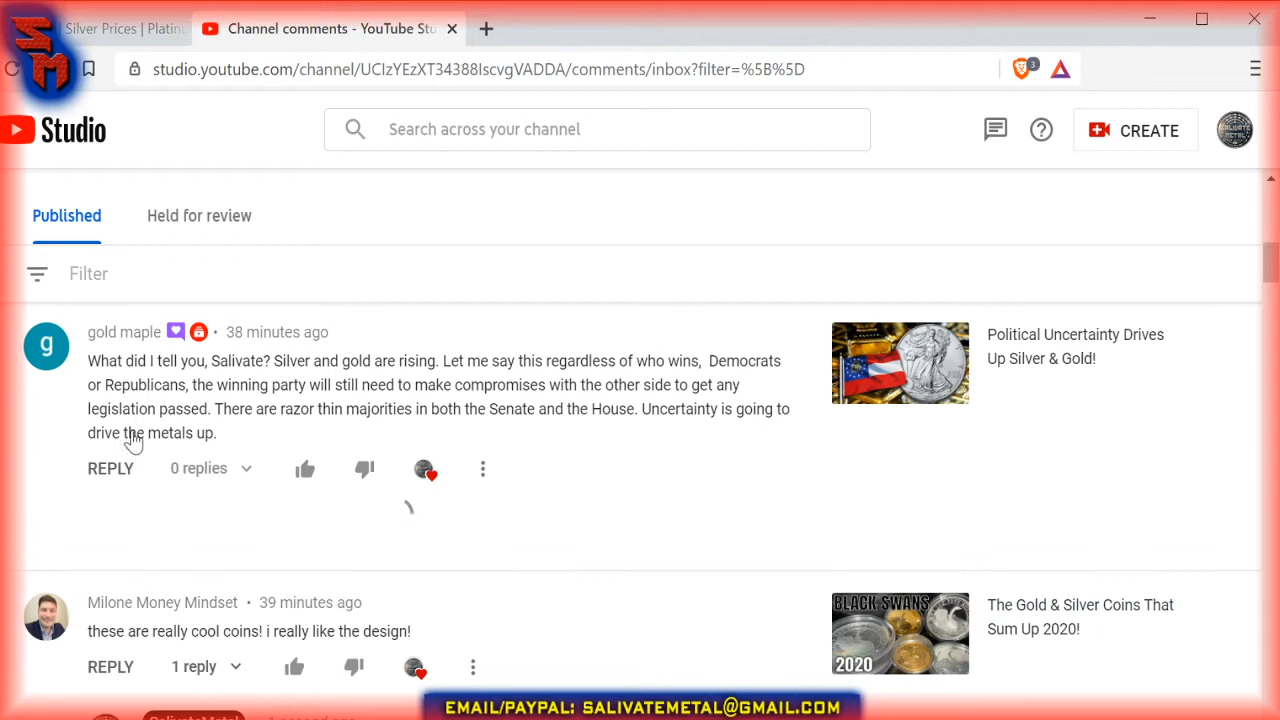 SM
Silver Prices | Platin
Channel comments - YouTube Stu
studio.youtube.com/channel/UCIzYEzXT34388IscvgVADDA/comments/inbox?filter=%5B%5D
3
Studio
Search across your channel
CREATE
Published
Held for review
Filter
g
gold maple • 38 minutes ago
What did I tell you, Salivate? Silver and gold are rising. Let me say this regardless of who wins, Democrats
or Republicans, the winning party will still need to make compromises with the other side to get any
legislation passed. There are razor thin majorities in both the Senate and the House. Uncertainty is going to
drive the metals up.
REPLY
0 replies
Political Uncertainty Drives
Up Silver & Gold!
Milone Money Mindset • 39 minutes ago
these are really cool coins! i really like the design!
REPLY
1 reply
BLACK SWANS
2020
The Gold & Silver Coins That
Sum Up 2020!
SalivateMetal
EMAIL/PAYPAL: SALIVATEMETAL@GMAIL.COM